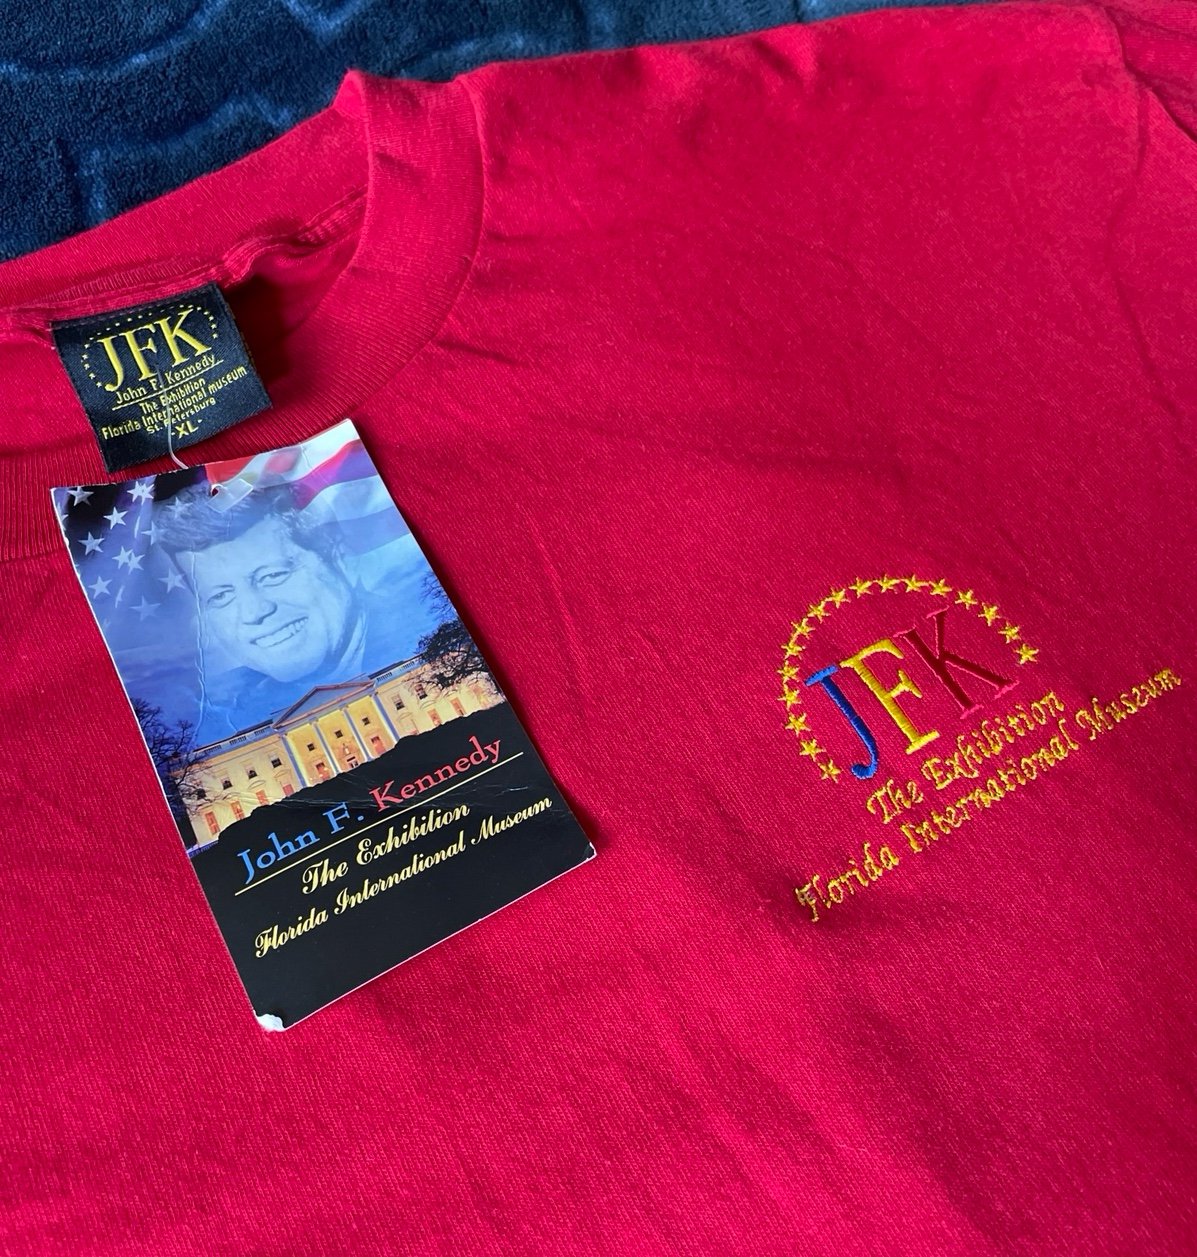 JFK
John F. Kennedy
The Exhibition
Florida International museum
St. Petersburg
-XL-
John F. Kennedy
The Exhibition
Florida International Museum
JFK
The Exhibition
Florida International Museum